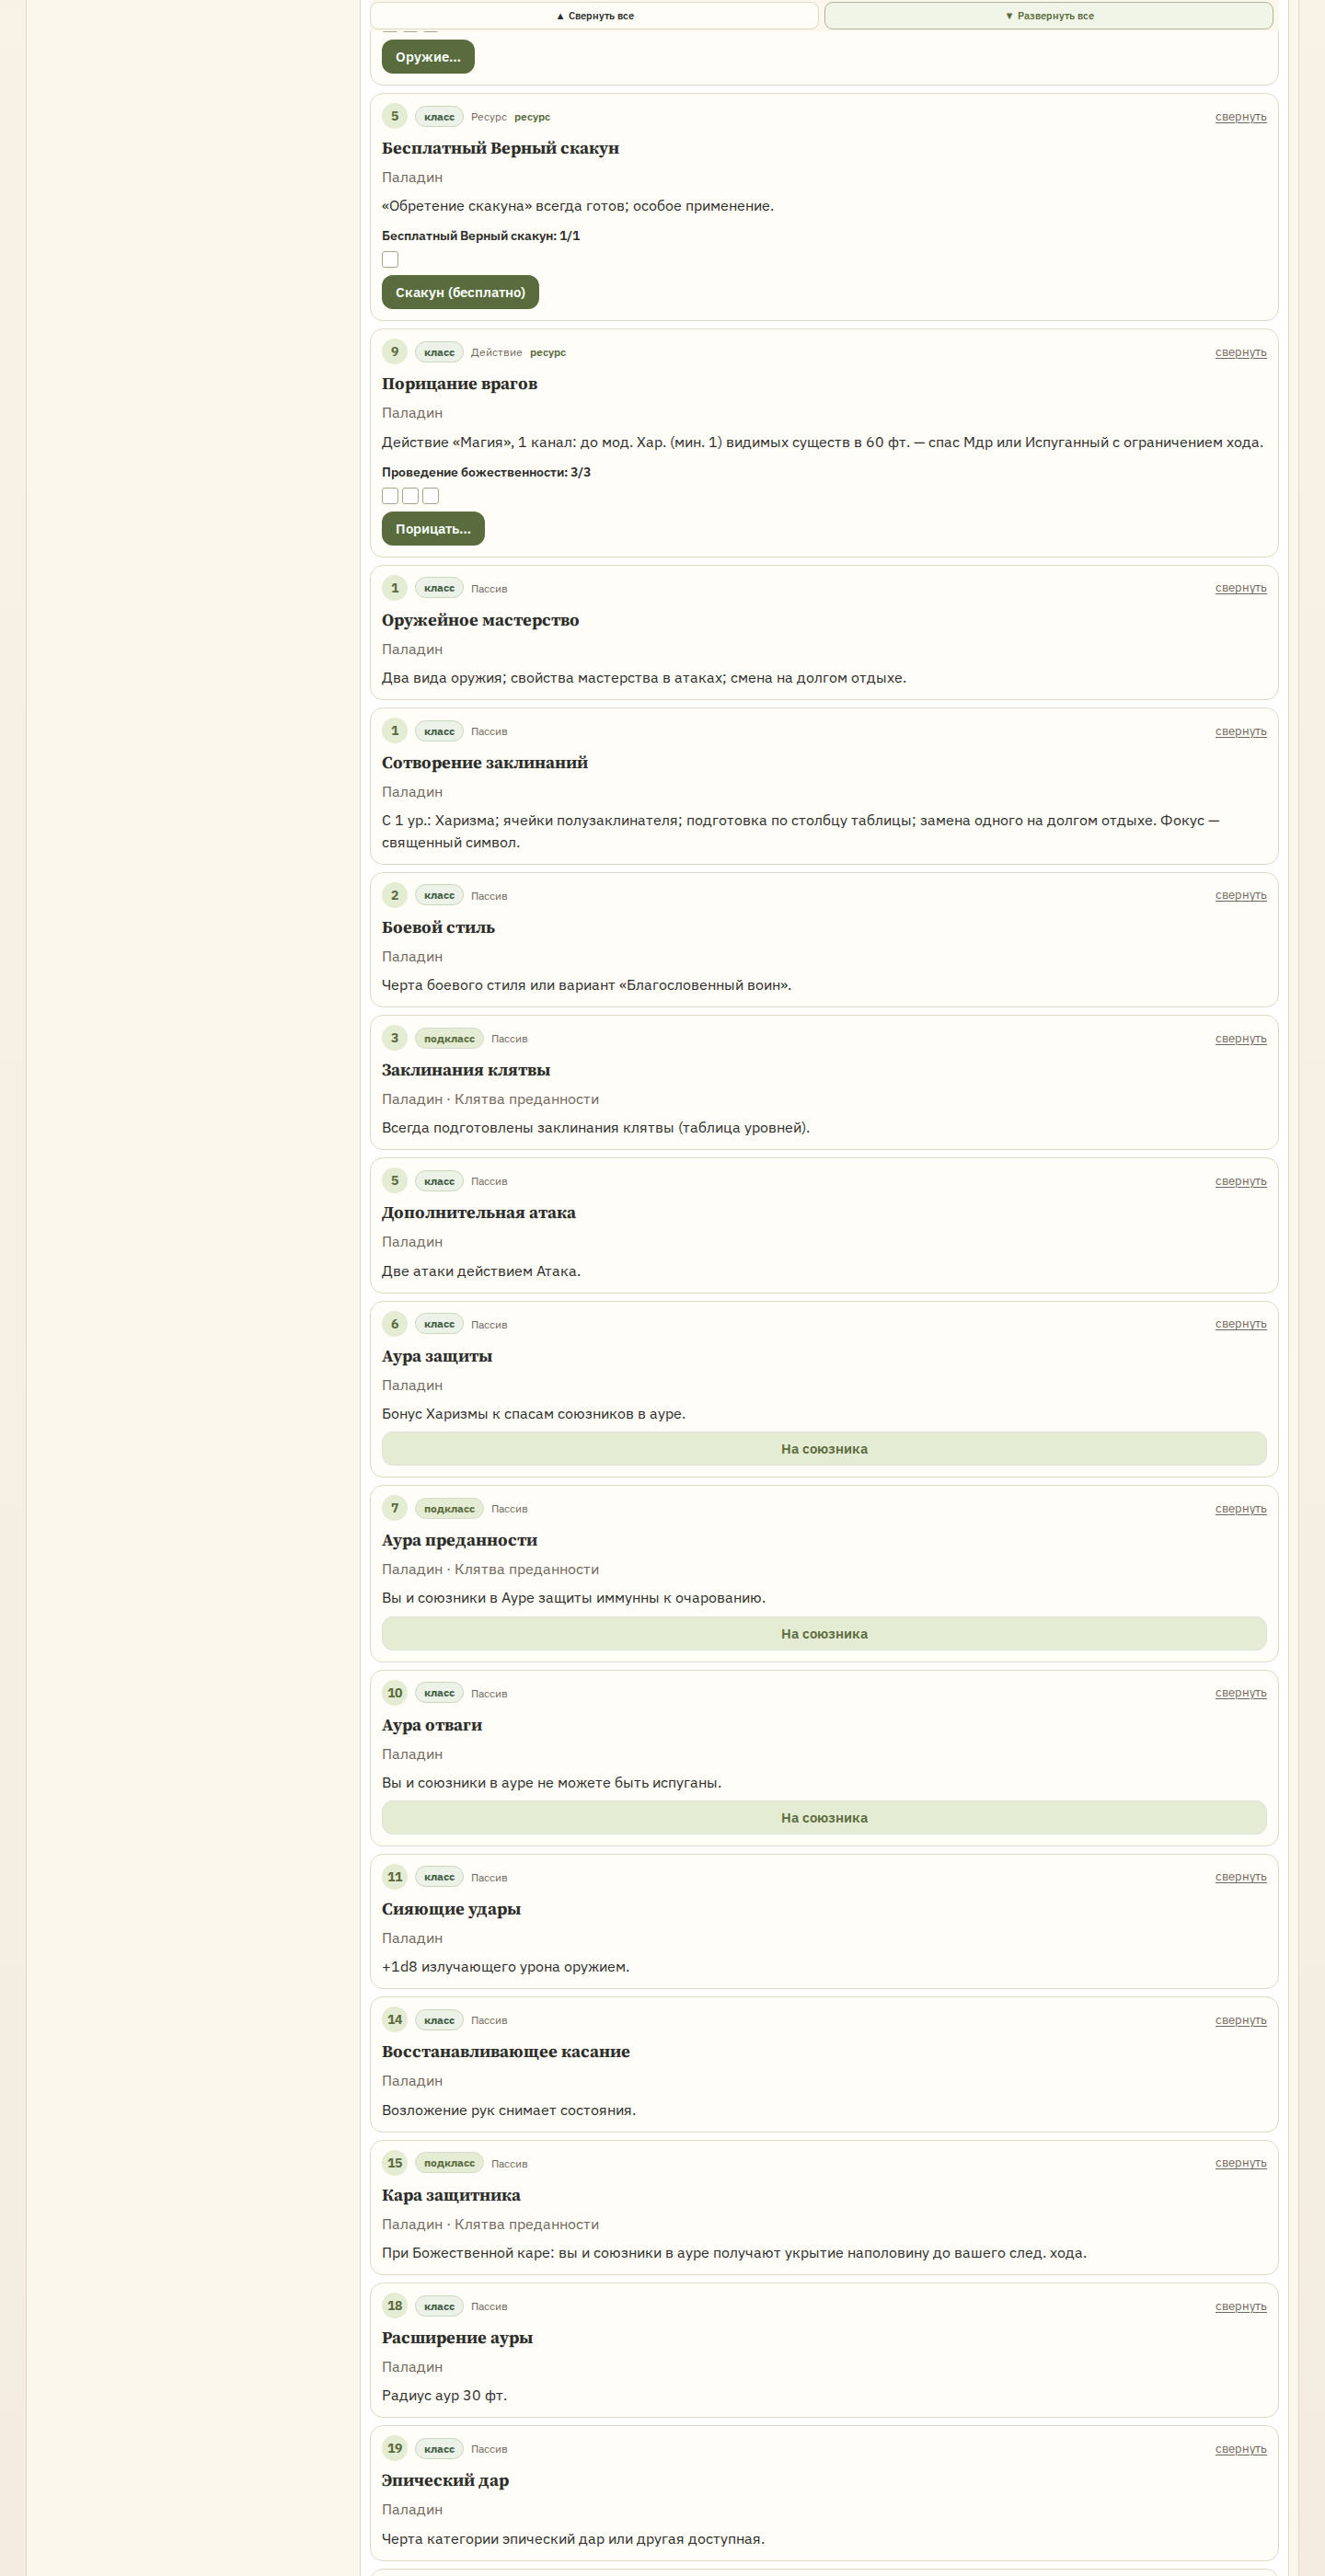 ▲ Свернуть все ▼ Развернуть все
Оружие...
5 класс Ресурс ресурс свернуть
Бесплатный Верный скакун
Паладин
«Обретение скакуна» всегда готов; особое применение.
Бесплатный Верный скакун: 1/1
Скакун (бесплатно)
9 класс Действие ресурс свернуть
Порицание врагов
Паладин
Действие «Магия», 1 канал: до мод. Хар. (мин. 1) видимых существ в 60 фт. — спас Мдр или Испуганный с ограничением хода.
Проведение божественности: 3/3
Порицать...
1 класс Пассив свернуть
Оружейное мастерство
Паладин
Два вида оружия; свойства мастерства в атаках; смена на долгом отдыхе.
1 класс Пассив свернуть
Сотворение заклинаний
Паладин
С 1 ур.: Харизма; ячейки полузаклинателя; подготовка по столбцу таблицы; замена одного на долгом отдыхе. Фокус —
священный символ.
2 класс Пассив свернуть
Боевой стиль
Паладин
Черта боевого стиля или вариант «Благословенный воин».
3 подкласс Пассив свернуть
Заклинания клятвы
Паладин · Клятва преданности
Всегда подготовлены заклинания клятвы (таблица уровней).
5 класс Пассив свернуть
Дополнительная атака
Паладин
Две атаки действием Атака.
6 класс Пассив свернуть
Аура защиты
Паладин
Бонус Харизмы к спасам союзников в ауре.
На союзника
7 подкласс Пассив свернуть
Аура преданности
Паладин · Клятва преданности
Вы и союзники в Ауре защиты иммунны к очарованию.
На союзника
10 класс Пассив свернуть
Аура отваги
Паладин
Вы и союзники в ауре не можете быть испуганы.
На союзника
11 класс Пассив свернуть
Сияющие удары
Паладин
+1d8 излучающего урона оружием.
14 класс Пассив свернуть
Восстанавливающее касание
Паладин
Возложение рук снимает состояния.
15 подкласс Пассив свернуть
Кара защитника
Паладин · Клятва преданности
При Божественной каре: вы и союзники в ауре получают укрытие наполовину до вашего след. хода.
18 класс Пассив свернуть
Расширение ауры
Паладин
Радиус аур 30 фт.
19 класс Пассив свернуть
Эпический дар
Паладин
Черта категории эпический дар или другая доступная.